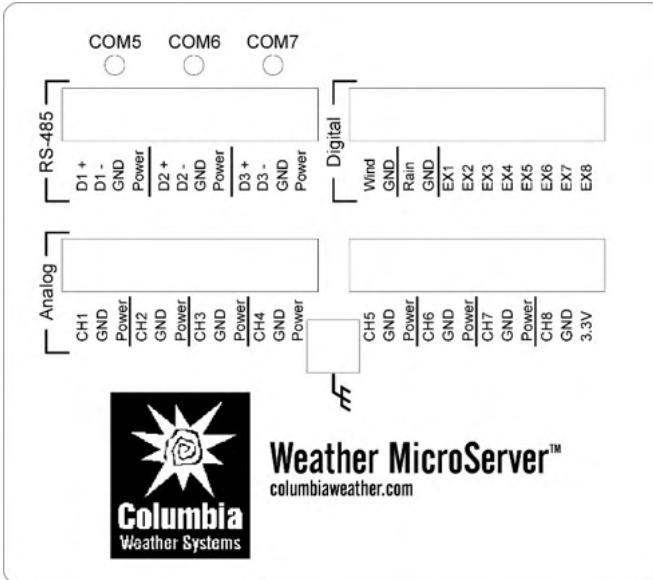 COM5 COM6 COM7
RS-485
D1 + D1 - GND Power D2 + D2 - GND Power D3 + D3 - GND Power
Digital
Wind GND Rain GND EX1 EX2 EX3 EX4 EX5 EX6 EX7 EX8
Analog
CH1 GND Power CH2 GND Power CH3 GND Power CH4 GND Power
CH5 GND Power CH6 GND Power CH7 GND Power CH8 GND 3.3V
Columbia
Weather Systems
Weather MicroServer™
columbiaweather.com